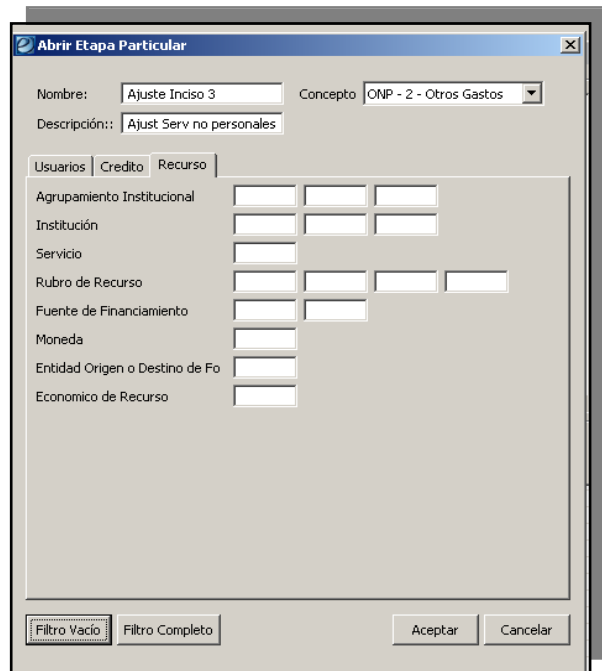 Abrir Etapa Particular
Nombre: Ajuste Inciso 3 Concepto ONP - 2 - Otros Gastos
Descripción:: Ajust Serv no personales
Usuarios Credito Recurso
Agrupamiento Institucional
Institución
Servicio
Rubro de Recurso
Fuente de Financiamiento
Moneda
Entidad Origen o Destino de Fo
Economico de Recurso
Filtro Vacío Filtro Completo Aceptar Cancelar